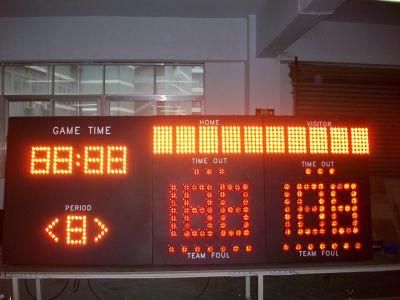 GAME TIME
HOME VISITOR
88:88
TIME OUT TIME OUT
PERIOD
<8>
188 188
TEAM FOUL TEAM FOUL